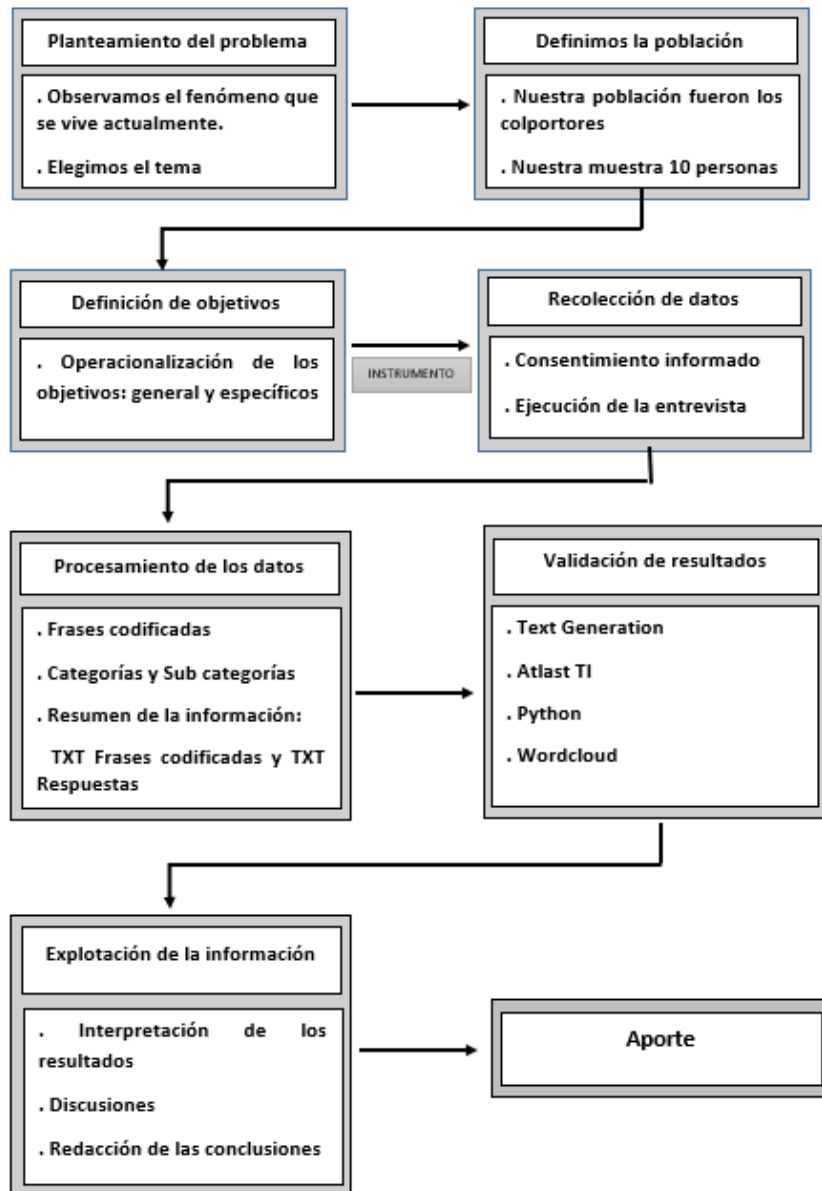 Planteamiento del problema
. Observamos el fenómeno que
se vive actualmente.
. Elegimos el tema
Definimos la población
. Nuestra población fueron los
colportores
. Nuestra muestra 10 personas
Definición de objetivos
. Operacionalización de los
objetivos: general y específicos
INSTRUMENTO
Recolección de datos
. Consentimiento informado
. Ejecución de la entrevista
Procesamiento de los datos
. Frases codificadas
. Categorías y Sub categorías
. Resumen de la información:
TXT Frases codificadas y TXT
Respuestas
Validación de resultados
. Text Generation
. Atlast TI
. Python
. Wordcloud
Explotación de la información
. Interpretación de los
resultados
. Discusiones
. Redacción de las conclusiones
Aporte